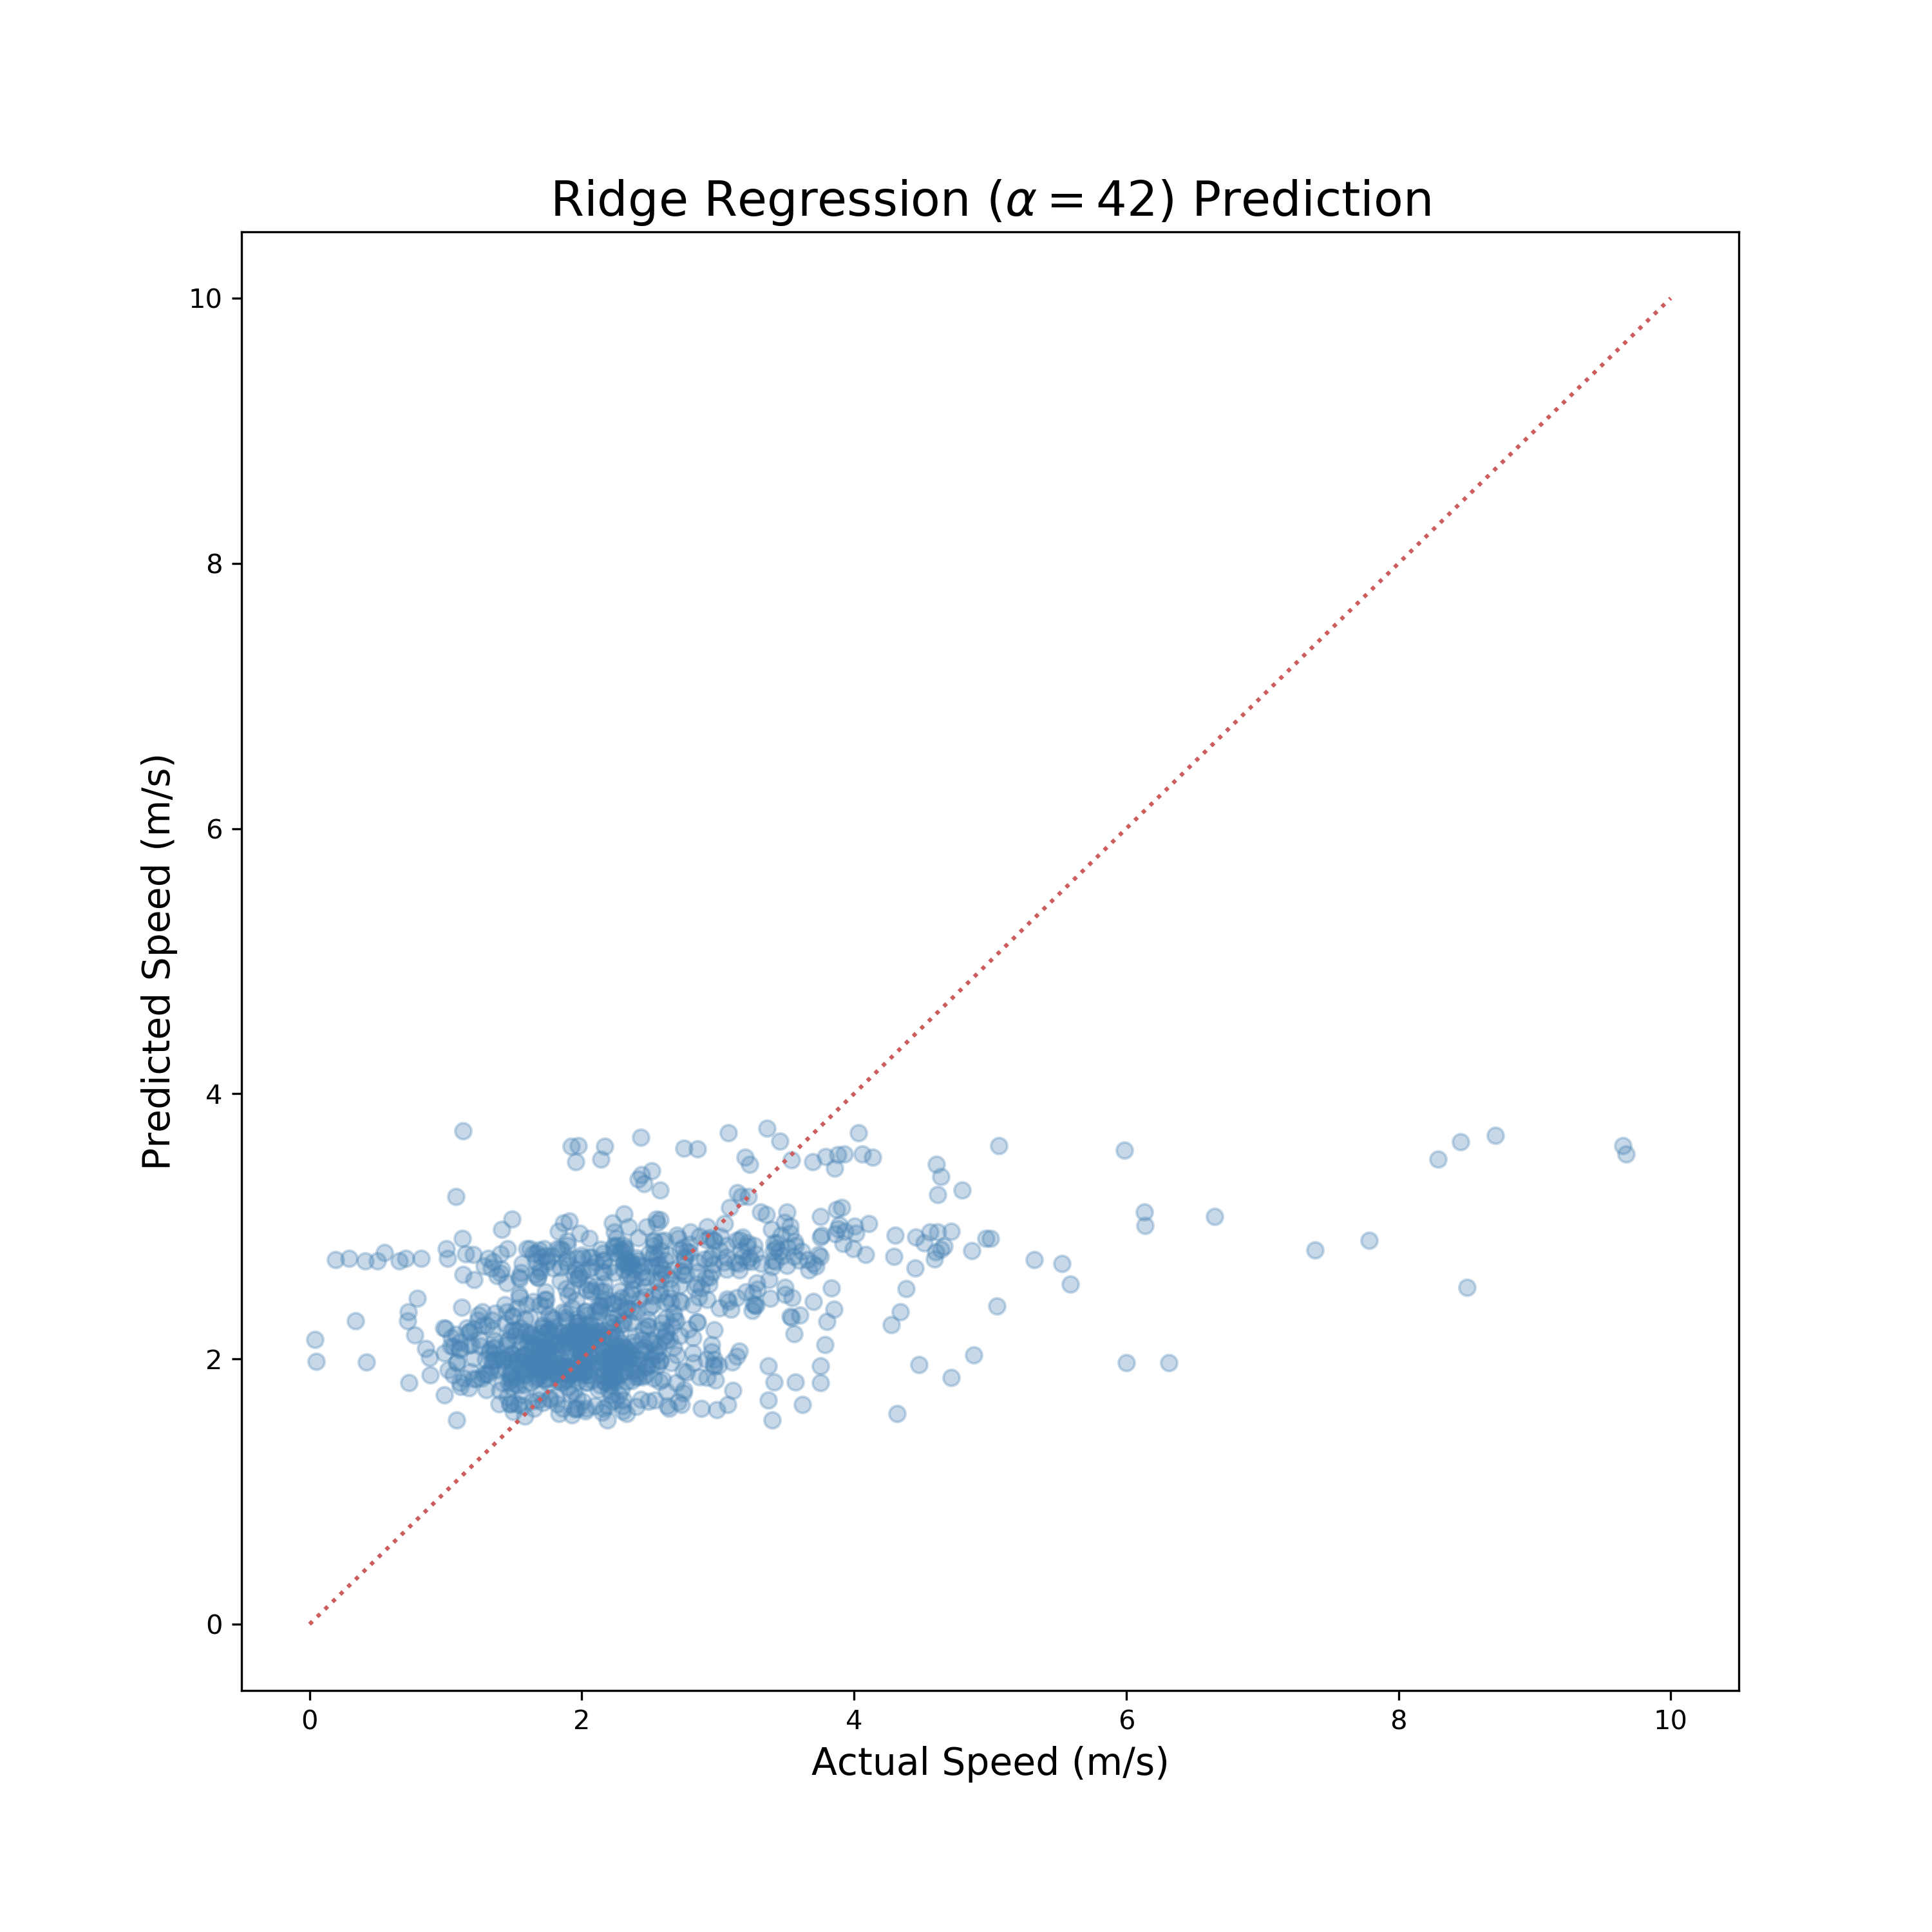 Ridge Regression (α = 42) Prediction
10
8
6
4
2
0
Predicted Speed (m/s)
0 2 4 6 8 10
Actual Speed (m/s)